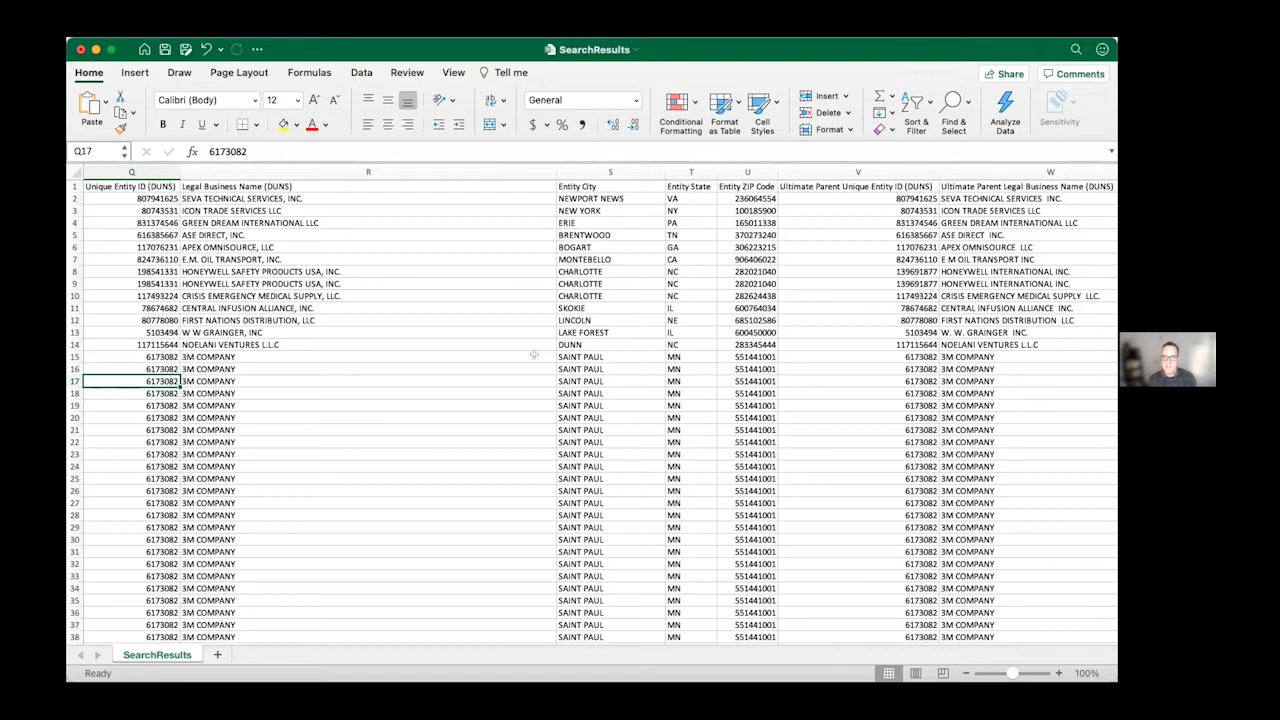 SearchResults
Home Insert Draw Page Layout Formulas Data Review View Tell me Share Comments
Paste Calibri (Body) 12 General Conditional Formatting Format as Table Cell Styles Insert Delete Format Sort & Filter Find & Select Analyze Data Sensitivity
B I U $ %
Q17 fx 6173082
Q R S T U V W
1 Unique Entity ID (DUNS) Legal Business Name (DUNS) Entity City Entity State Entity ZIP Code Ultimate Parent Unique Entity ID (DUNS) Ultimate Parent Legal Business Name (DUNS)
2 807941625 SEVA TECHNICAL SERVICES, INC. NEWPORT NEWS VA 236064554 807941625 SEVA TECHNICAL SERVICES INC.
3 80743531 ICON TRADE SERVICES LLC NEW YORK NY 100185900 80743531 ICON TRADE SERVICES LLC
4 831374546 GREEN DREAM INTERNATIONAL LLC ERIE PA 165011338 831374546 GREEN DREAM INTERNATIONAL LLC
5 616385667 ASE DIRECT, INC. BRENTWOOD TN 370273240 616385667 ASE DIRECT INC.
6 117076231 APEX OMNISOURCE, LLC BOGART GA 306223215 117076231 APEX OMNISOURCE LLC
7 824736110 E.M. OIL TRANSPORT, INC. MONTEBELLO CA 906406022 824736110 E M OIL TRANSPORT INC
8 198541331 HONEYWELL SAFETY PRODUCTS USA, INC. CHARLOTTE NC 282021040 139691877 HONEYWELL INTERNATIONAL INC.
9 198541331 HONEYWELL SAFETY PRODUCTS USA, INC. CHARLOTTE NC 282021040 139691877 HONEYWELL INTERNATIONAL INC.
10 117493224 CRISIS EMERGENCY MEDICAL SUPPLY, LLC. CHARLOTTE NC 282624438 117493224 CRISIS EMERGENCY MEDICAL SUPPLY LLC.
11 78674682 CENTRAL INFUSION ALLIANCE, INC. SKOKIE IL 600764034 78674682 CENTRAL INFUSION ALLIANCE INC.
12 80778080 FIRST NATIONS DISTRIBUTION, LLC LINCOLN NE 685102586 80778080 FIRST NATIONS DISTRIBUTION LLC
13 5103494 W W GRAINGER, INC LAKE FOREST IL 600450000 5103494 W. W. GRAINGER INC.
14 117115644 NOELANI VENTURES L.L.C DUNN NC 283345444 117115644 NOELANI VENTURES L.L.C
15 6173082 3M COMPANY SAINT PAUL MN 551441001 6173082 3M COMPANY
16 6173082 3M COMPANY SAINT PAUL MN 551441001 6173082 3M COMPANY
17 6173082 3M COMPANY SAINT PAUL MN 551441001 6173082 3M COMPANY
18 6173082 3M COMPANY SAINT PAUL MN 551441001 6173082 3M COMPANY
19 6173082 3M COMPANY SAINT PAUL MN 551441001 6173082 3M COMPANY
20 6173082 3M COMPANY SAINT PAUL MN 551441001 6173082 3M COMPANY
21 6173082 3M COMPANY SAINT PAUL MN 551441001 6173082 3M COMPANY
22 6173082 3M COMPANY SAINT PAUL MN 551441001 6173082 3M COMPANY
23 6173082 3M COMPANY SAINT PAUL MN 551441001 6173082 3M COMPANY
24 6173082 3M COMPANY SAINT PAUL MN 551441001 6173082 3M COMPANY
25 6173082 3M COMPANY SAINT PAUL MN 551441001 6173082 3M COMPANY
26 6173082 3M COMPANY SAINT PAUL MN 551441001 6173082 3M COMPANY
27 6173082 3M COMPANY SAINT PAUL MN 551441001 6173082 3M COMPANY
28 6173082 3M COMPANY SAINT PAUL MN 551441001 6173082 3M COMPANY
29 6173082 3M COMPANY SAINT PAUL MN 551441001 6173082 3M COMPANY
30 6173082 3M COMPANY SAINT PAUL MN 551441001 6173082 3M COMPANY
31 6173082 3M COMPANY SAINT PAUL MN 551441001 6173082 3M COMPANY
32 6173082 3M COMPANY SAINT PAUL MN 551441001 6173082 3M COMPANY
33 6173082 3M COMPANY SAINT PAUL MN 551441001 6173082 3M COMPANY
34 6173082 3M COMPANY SAINT PAUL MN 551441001 6173082 3M COMPANY
35 6173082 3M COMPANY SAINT PAUL MN 551441001 6173082 3M COMPANY
36 6173082 3M COMPANY SAINT PAUL MN 551441001 6173082 3M COMPANY
37 6173082 3M COMPANY SAINT PAUL MN 551441001 6173082 3M COMPANY
38 6173082 3M COMPANY SAINT PAUL MN 551441001 6173082 3M COMPANY
SearchResults
Ready 100%